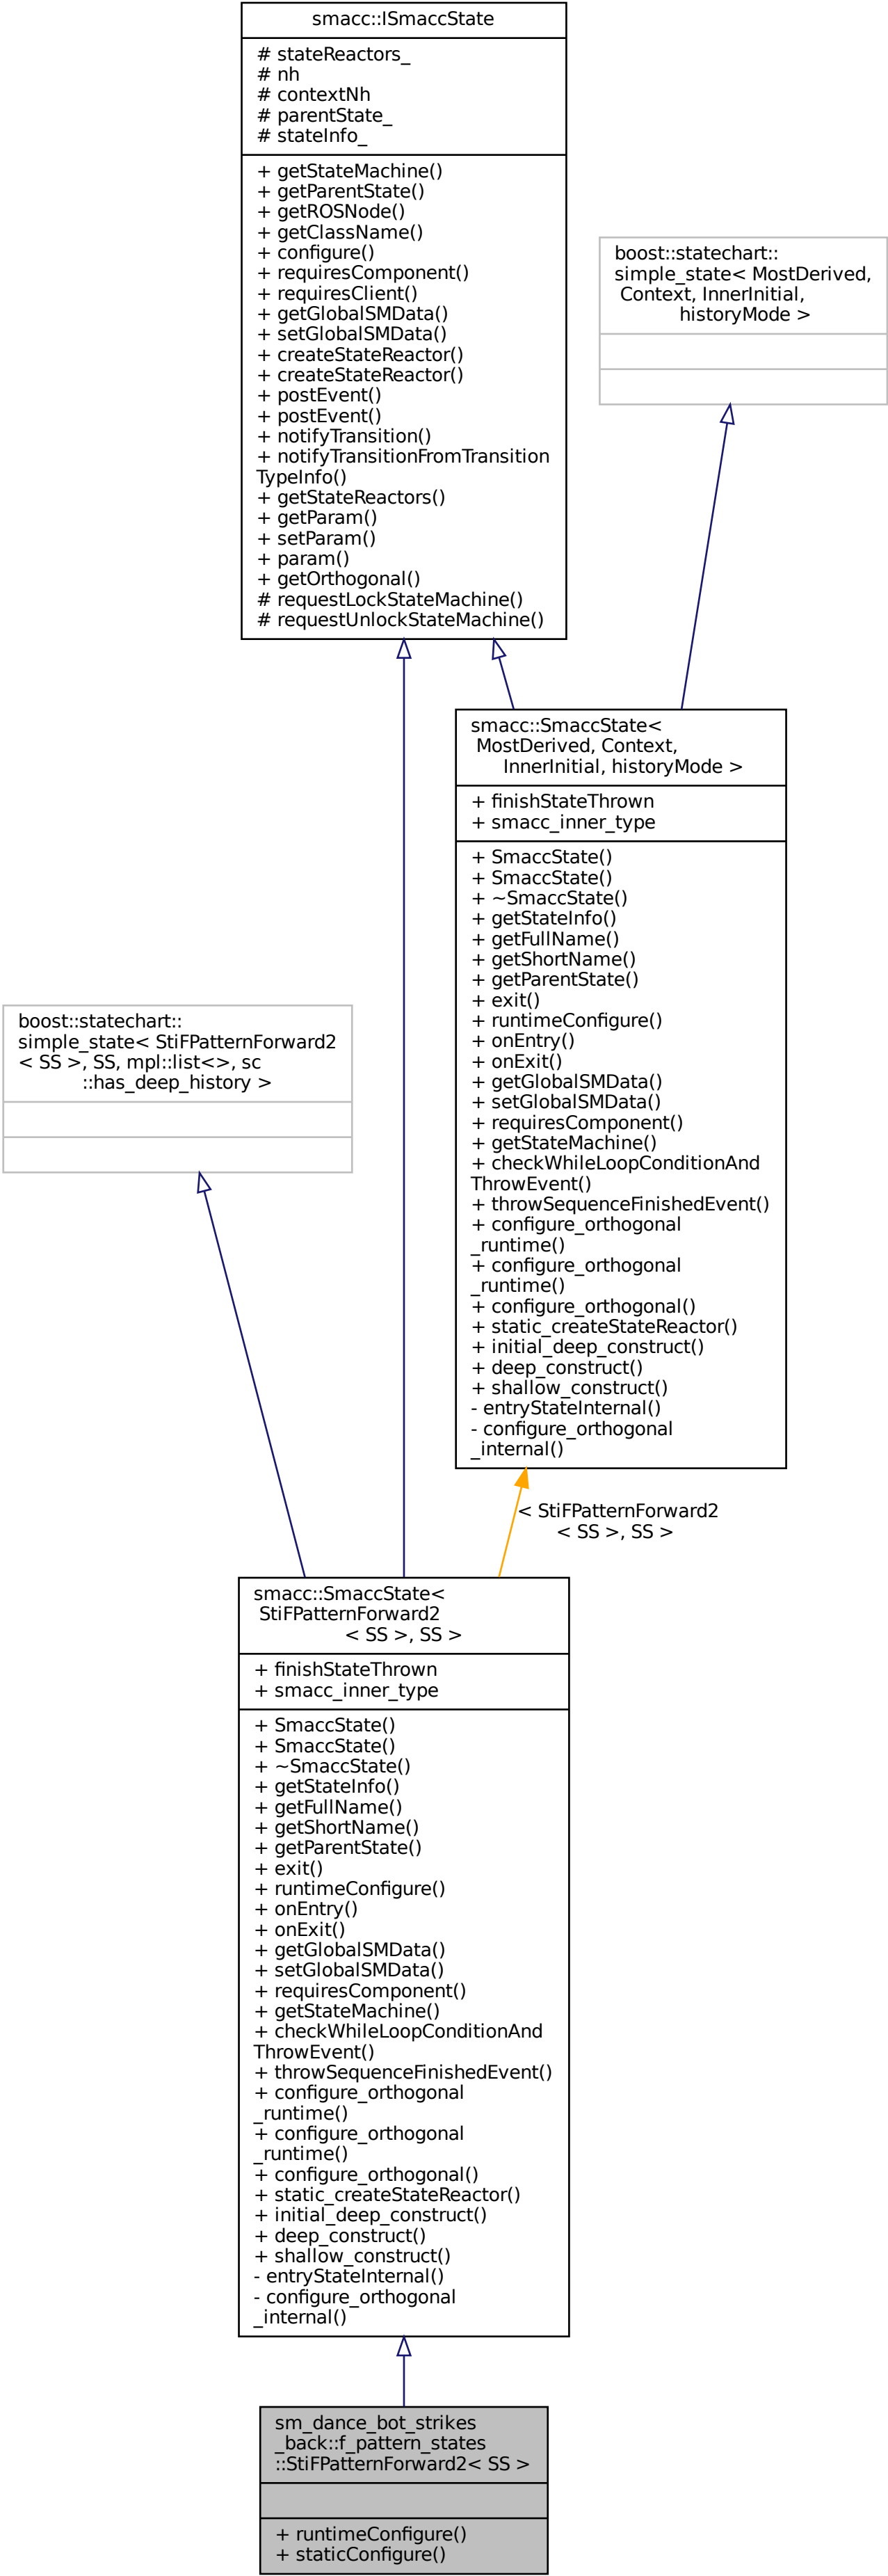 smacc::ISmaccState
# stateReactors_
# nh
# contextNh
# parentState_
# stateInfo_
+ getStateMachine()
+ getParentState()
+ getROSNode()
+ getClassName()
+ configure()
+ requiresComponent()
+ requiresClient()
+ getGlobalSMData()
+ setGlobalSMData()
+ createStateReactor()
+ createStateReactor()
+ postEvent()
+ postEvent()
+ notifyTransition()
+ notifyTransitionFromTransition
TypeInfo()
+ getStateReactors()
+ getParam()
+ setParam()
+ param()
+ getOrthogonal()
# requestLockStateMachine()
# requestUnlockStateMachine()
boost::statechart::
simple_state< MostDerived,
Context, InnerInitial,
historyMode >
smacc::SmaccState<
MostDerived, Context,
InnerInitial, historyMode >
+ finishStateThrown
+ smacc_inner_type
+ SmaccState()
+ SmaccState()
+ ~SmaccState()
+ getStateInfo()
+ getFullName()
+ getShortName()
+ getParentState()
+ exit()
+ runtimeConfigure()
+ onEntry()
+ onExit()
+ getGlobalSMData()
+ setGlobalSMData()
+ requiresComponent()
+ getStateMachine()
+ checkWhileLoopConditionAnd
ThrowEvent()
+ throwSequenceFinishedEvent()
+ configure_orthogonal
_runtime()
+ configure_orthogonal
_runtime()
+ configure_orthogonal()
+ static_createStateReactor()
+ initial_deep_construct()
+ deep_construct()
+ shallow_construct()
- entryStateInternal()
- configure_orthogonal
_internal()
boost::statechart::
simple_state< StiFPatternForward2
< SS >, SS, mpl::list<>, sc
::has_deep_history >
< StiFPatternForward2
< SS >, SS >
smacc::SmaccState<
StiFPatternForward2
< SS >, SS >
+ finishStateThrown
+ smacc_inner_type
+ SmaccState()
+ SmaccState()
+ ~SmaccState()
+ getStateInfo()
+ getFullName()
+ getShortName()
+ getParentState()
+ exit()
+ runtimeConfigure()
+ onEntry()
+ onExit()
+ getGlobalSMData()
+ setGlobalSMData()
+ requiresComponent()
+ getStateMachine()
+ checkWhileLoopConditionAnd
ThrowEvent()
+ throwSequenceFinishedEvent()
+ configure_orthogonal
_runtime()
+ configure_orthogonal
_runtime()
+ configure_orthogonal()
+ static_createStateReactor()
+ initial_deep_construct()
+ deep_construct()
+ shallow_construct()
- entryStateInternal()
- configure_orthogonal
_internal()
sm_dance_bot_strikes
_back::f_pattern_states
::StiFPatternForward2< SS >
+ runtimeConfigure()
+ staticConfigure()